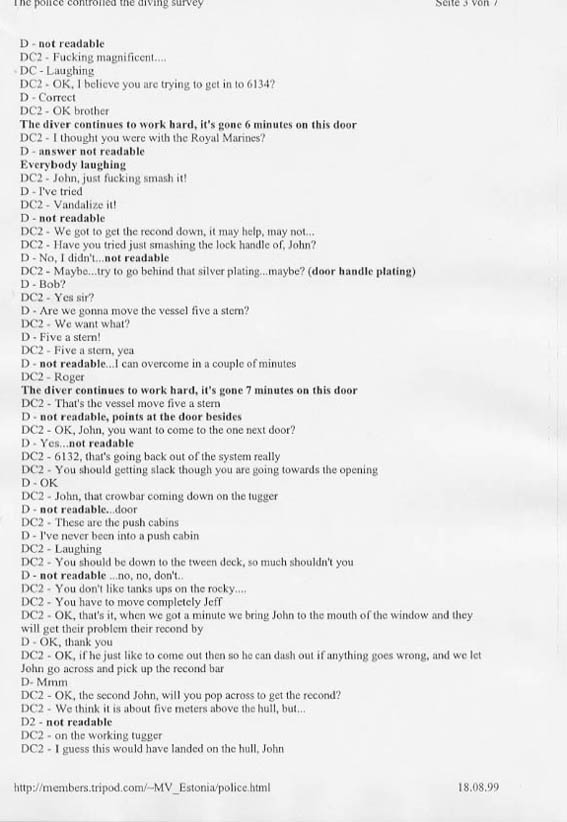 The police controlled the diving survey
Seite 3 von 7
D - not readable
DC2 - Fucking magnificent....
DC - Laughing
DC2 - OK, I believe you are trying to get in to 6134?
D - Correct
DC2 - OK brother
The diver continues to work hard, it's gone 6 minutes on this door
DC2 - I thought you were with the Royal Marines?
D - answer not readable
Everybody laughing
DC2 - John, just fucking smash it!
D - I've tried
DC2 - Vandalize it!
D - not readable
DC2 - We got to get the recond down, it may help, may not...
DC2 - Have you tried just smashing the lock handle of, John?
D - No, I didn't...not readable
DC2 - Maybe...try to go behind that silver plating...maybe? (door handle plating)
D - Bob?
DC2 - Yes sir?
D - Are we gonna move the vessel five a stern?
DC2 - We want what?
D - Five a stern!
DC2 - Five a stern, yea
D - not readable...I can overcome in a couple of minutes
DC2 - Roger
The diver continues to work hard, it's gone 7 minutes on this door
DC2 - That's the vessel move five a stern
D - not readable, points at the door besides
DC2 - OK, John, you want to come to the one next door?
D - Yes...not readable
DC2 - 6132, that's going back out of the system really
DC2 - You should getting slack though you are going towards the opening
D - OK
DC2 - John, that crowbar coming down on the tugger
D - not readable...door
DC2 - These are the push cabins
D - I've never been into a push cabin
DC2 - Laughing
DC2 - You should be down to the tween deck, so much shouldn't you
D - not readable ...no, no, don't..
DC2 - You don't like tanks ups on the rocky....
DC2 - You have to move completely Jeff
DC2 - OK, that's it, when we got a minute we bring John to the mouth of the window and they
will get their problem their recond by
D - OK, thank you
DC2 - OK, if he just like to come out then so he can dash out if anything goes wrong, and we let
John go across and pick up the recond bar
D- Mmm
DC2 - OK, the second John, will you pop across to get the recond?
DC2 - We think it is about five meters above the hull, but...
D2 - not readable
DC2 - on the working tugger
DC2 - I guess this would have landed on the hull, John
http://members.tripod.com/~MV_Estonia/police.html
18.08.99